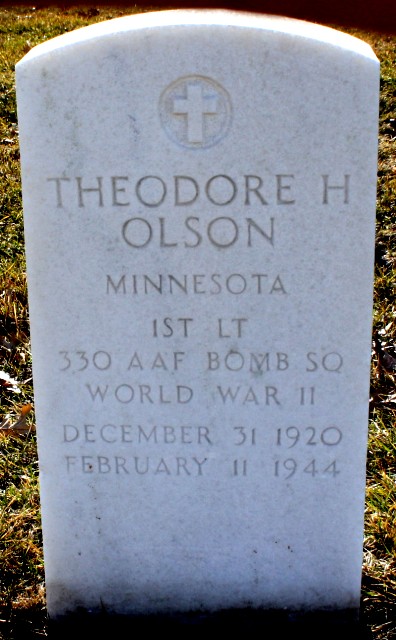 THEODORE H
OLSON
MINNESOTA
1ST LT
330 AAF BOMB SQ
WORLD WAR II
DECEMBER 31 1920
FEBRUARY 11 1944